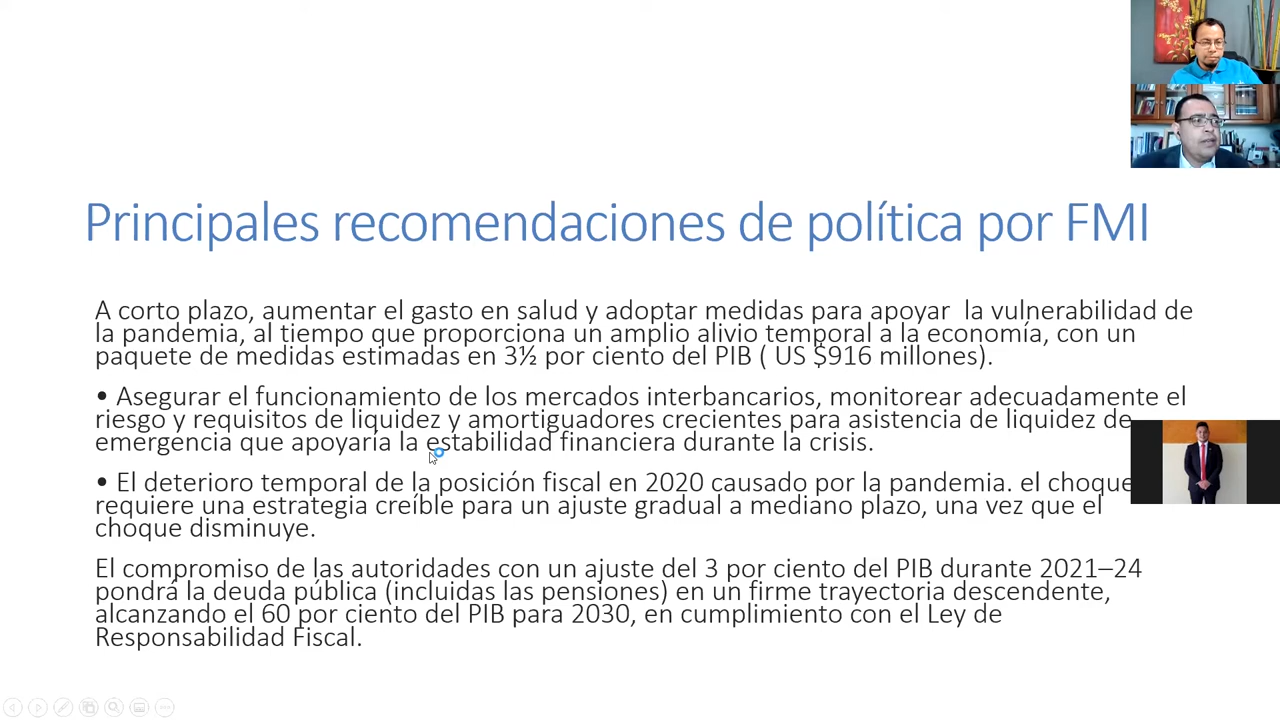 Principales recomendaciones de política por FMI
A corto plazo, aumentar el gasto en salud y adoptar medidas para apoyar la vulnerabilidad de
la pandemia, al tiempo que proporciona un amplio alivio temporal a la economía, con un
paquete de medidas estimadas en 3½ por ciento del PIB ( US $916 millones).
• Asegurar el funcionamiento de los mercados interbancarios, monitorear adecuadamente el
riesgo y requisitos de liquidez y amortiguadores crecientes para asistencia de liquidez de
emergencia que apoyaría la estabilidad financiera durante la crisis.
• El deterioro temporal de la posición fiscal en 2020 causado por la pandemia. el choque
requiere una estrategia creíble para un ajuste gradual a mediano plazo, una vez que el
choque disminuye.
El compromiso de las autoridades con un ajuste del 3 por ciento del PIB durante 2021–24
pondrá la deuda pública (incluidas las pensiones) en un firme trayectoria descendente,
alcanzando el 60 por ciento del PIB para 2030, en cumplimiento con el Ley de
Responsabilidad Fiscal.